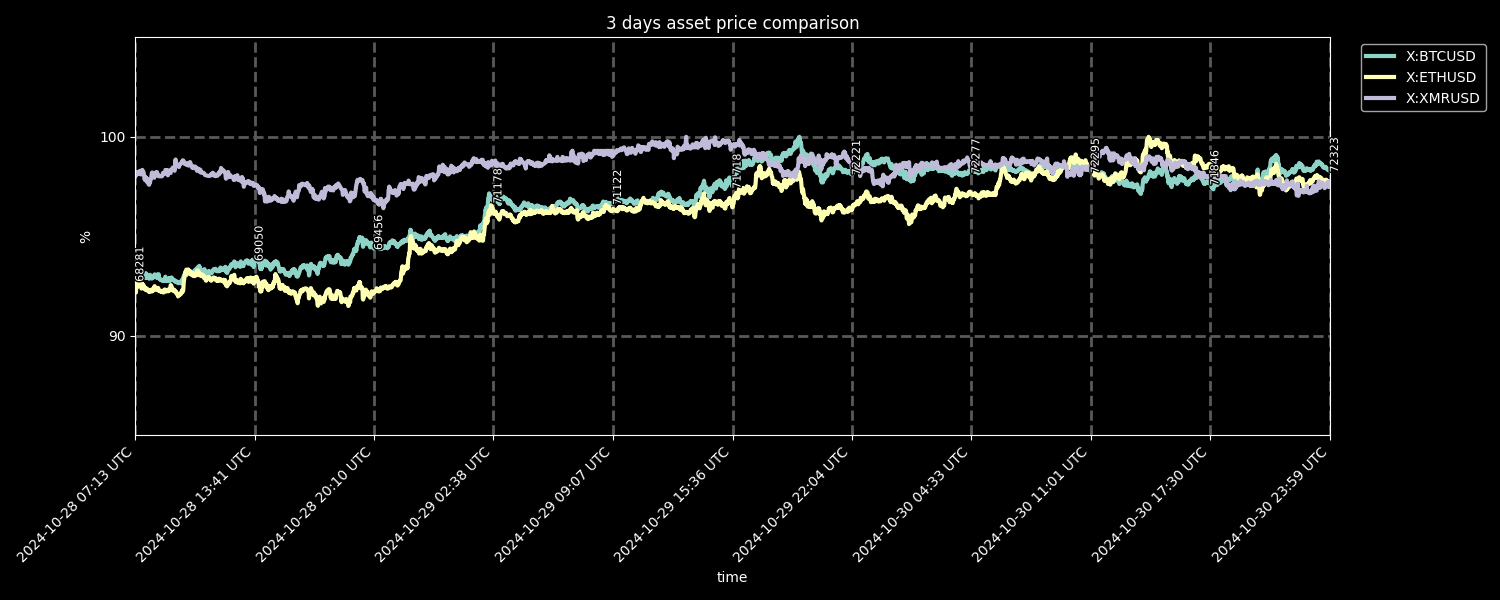 3 days asset price comparison
X:BTCUSD
X:ETHUSD
X:XMRUSD
%
100
90
68281
69050
69456
71178
71122
71718
72221
72277
72295
71846
72323
2024-10-28 07:13 UTC
2024-10-28 13:41 UTC
2024-10-28 20:10 UTC
2024-10-29 02:38 UTC
2024-10-29 09:07 UTC
2024-10-29 15:36 UTC
2024-10-29 22:04 UTC
2024-10-30 04:33 UTC
2024-10-30 11:01 UTC
2024-10-30 17:30 UTC
2024-10-30 23:59 UTC
time